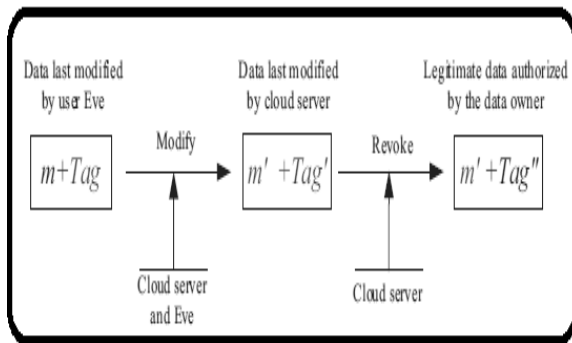 Data last modified
by user Eve
Data last modified
by cloud server
Legitimate data authorized
by the data owner
m+Tag
Modify
m' +Tag'
Revoke
m' +Tag"
Cloud server
and Eve
Cloud server